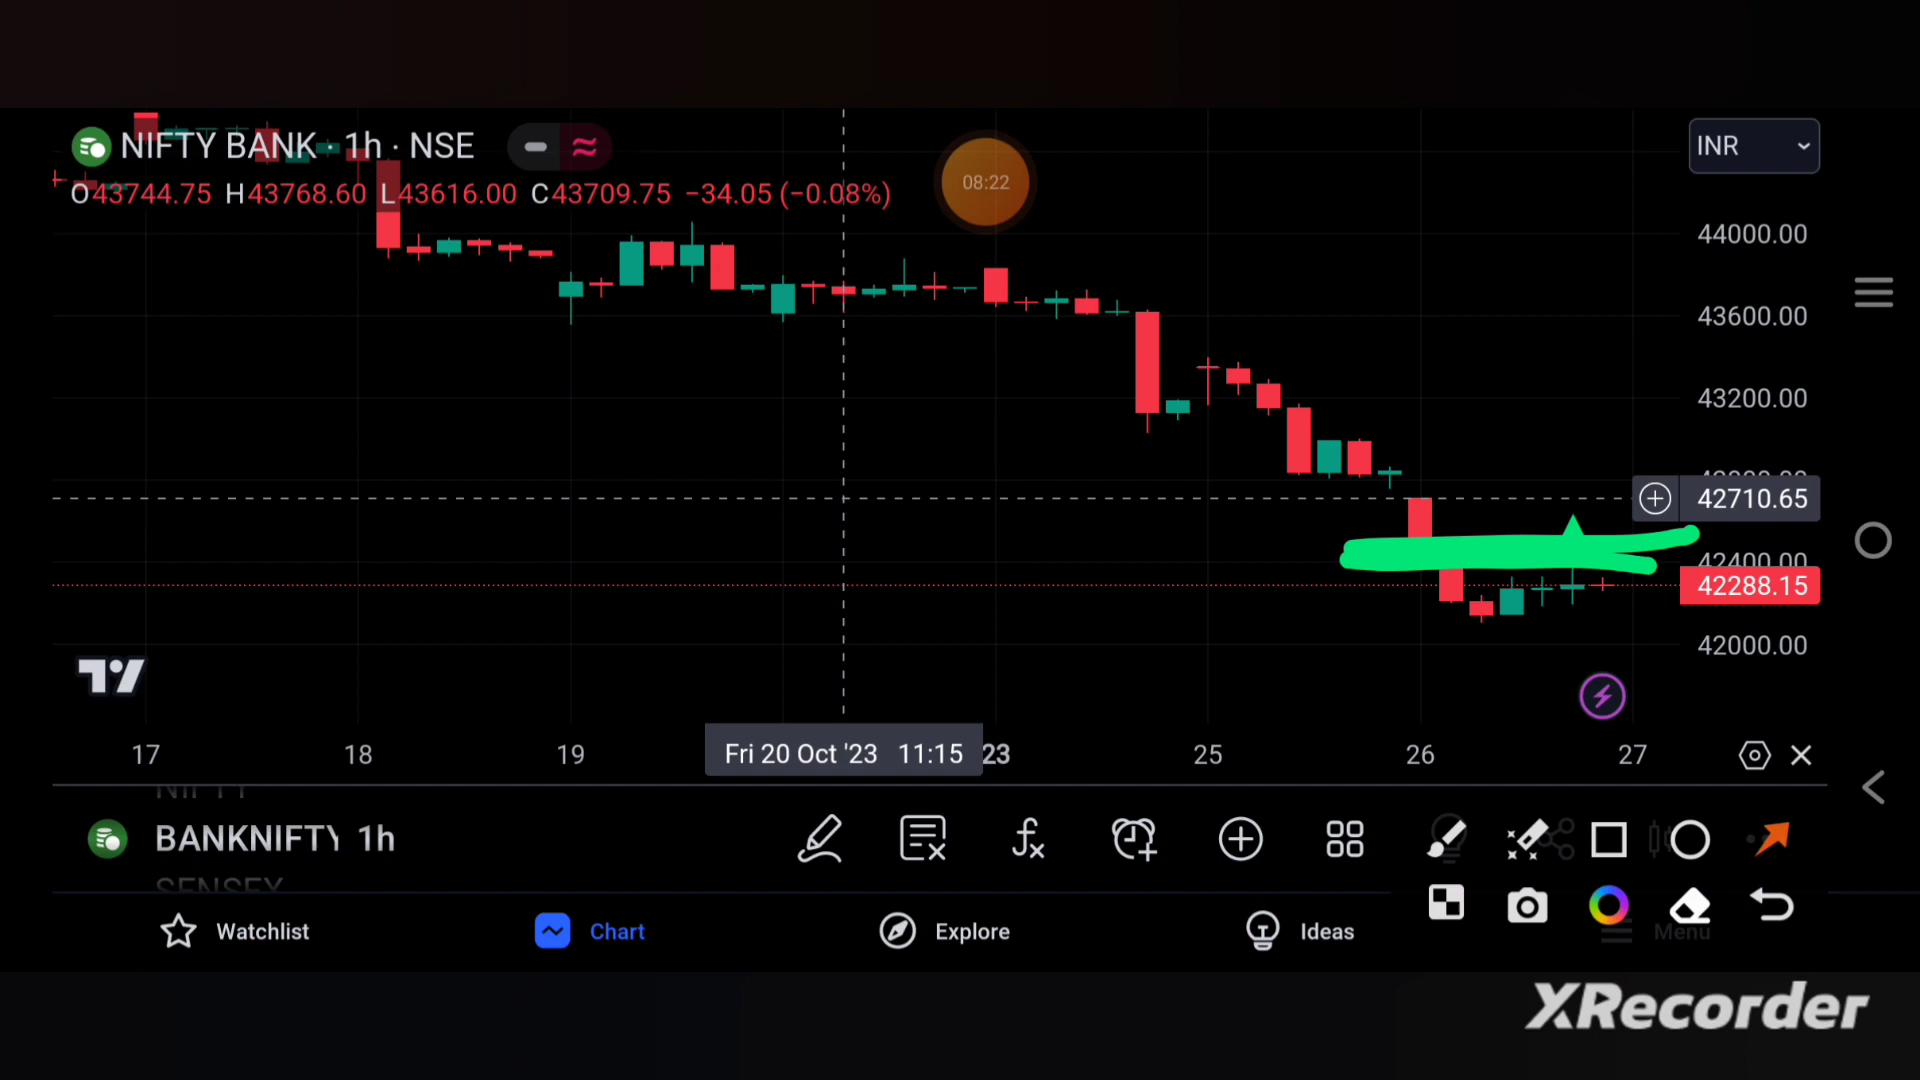 NIFTY BANK · 1h · NSE
O43744.75 H43768.60 L43616.00 C43709.75 −34.05 (−0.08%)
08:22
INR
44000.00
43600.00
43200.00
42710.65
42400.00
42288.15
42000.00
17 18 19 Fri 20 Oct '23 11:15 23 25 26 27
NIFTY
BANKNIFTY 1h
SENSEX
Watchlist Chart Explore Ideas Menu
XRecorder